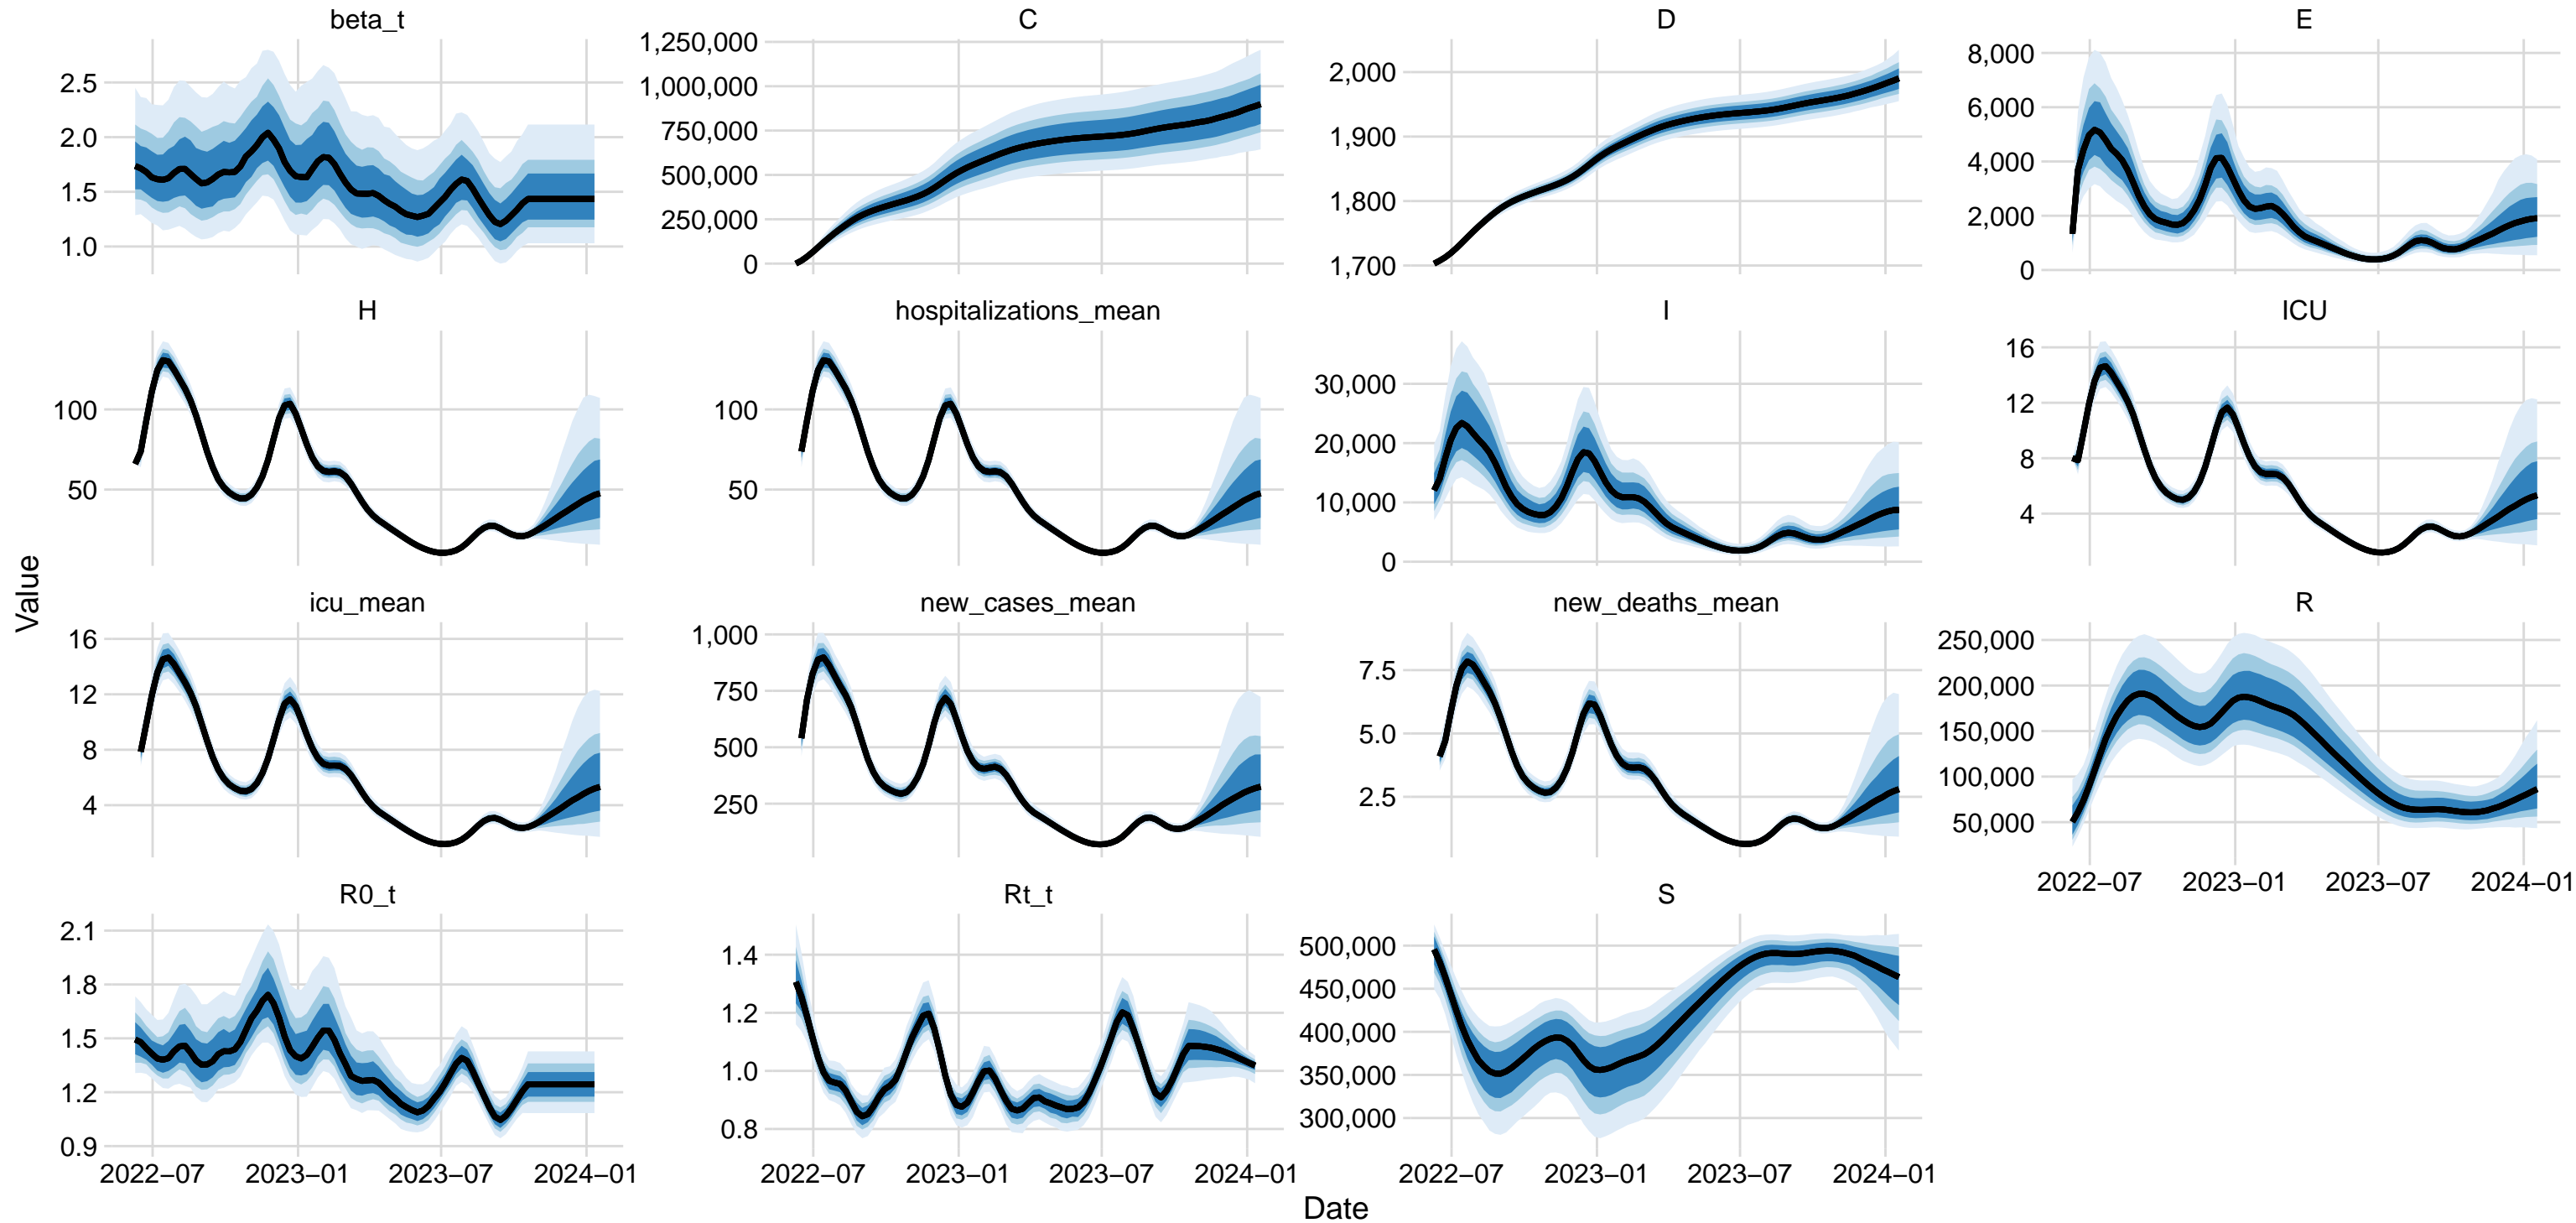 beta_t
C
D
E
2.5
2.0
1.5
1.0
1,250,000
1,000,000
750,000
500,000
250,000
0
2,000
1,900
1,800
1,700
8,000
6,000
4,000
2,000
0
H
hospitalizations_mean
I
ICU
100
50
100
50
30,000
20,000
10,000
0
16
12
8
4
Value
icu_mean
new_cases_mean
new_deaths_mean
R
16
12
8
4
1,000
750
500
250
7.5
5.0
2.5
250,000
200,000
150,000
100,000
50,000
2022−07 2023−01 2023−07 2024−01
R0_t
Rt_t
S
2.1
1.8
1.5
1.2
0.9
1.4
1.2
1.0
0.8
500,000
450,000
400,000
350,000
300,000
2022−07 2023−01 2023−07 2024−01
2022−07 2023−01 2023−07 2024−01
2022−07 2023−01 2023−07 2024−01
Date